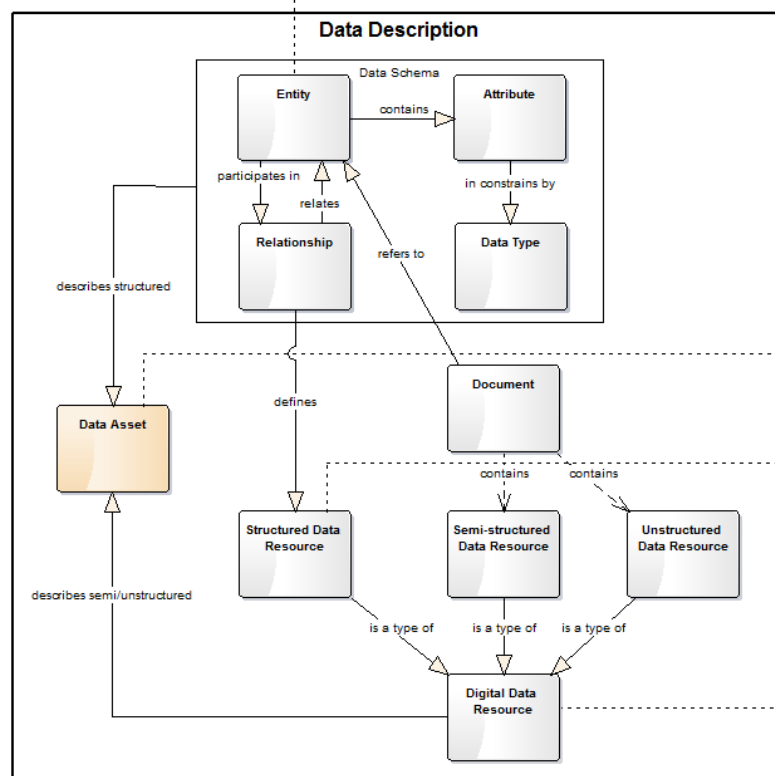 Data Description
Data Schema
Entity
contains
Attribute
participates in
relates
in constrains by
Relationship
Data Type
refers to
describes structured
Document
Data Asset
defines
contains
contains
Structured Data
Resource
Semi-structured
Data Resource
Unstructured
Data Resource
describes semi/unstructured
is a type of
is a type of
is a type of
Digital Data
Resource